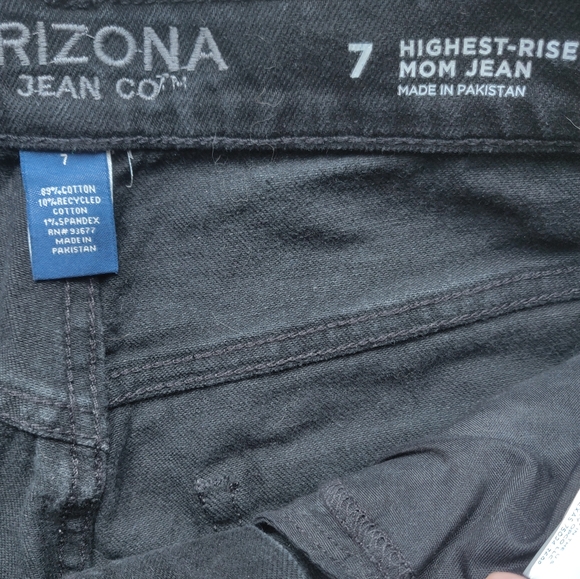 RIZONA
JEAN CO™
7
HIGHEST-RISE
MOM JEAN
MADE IN PAKISTAN
7
89%COTTON
10%RECYCLED
COTTON
1%SPANDEX
RN# 93677
MADE IN
PAKISTAN